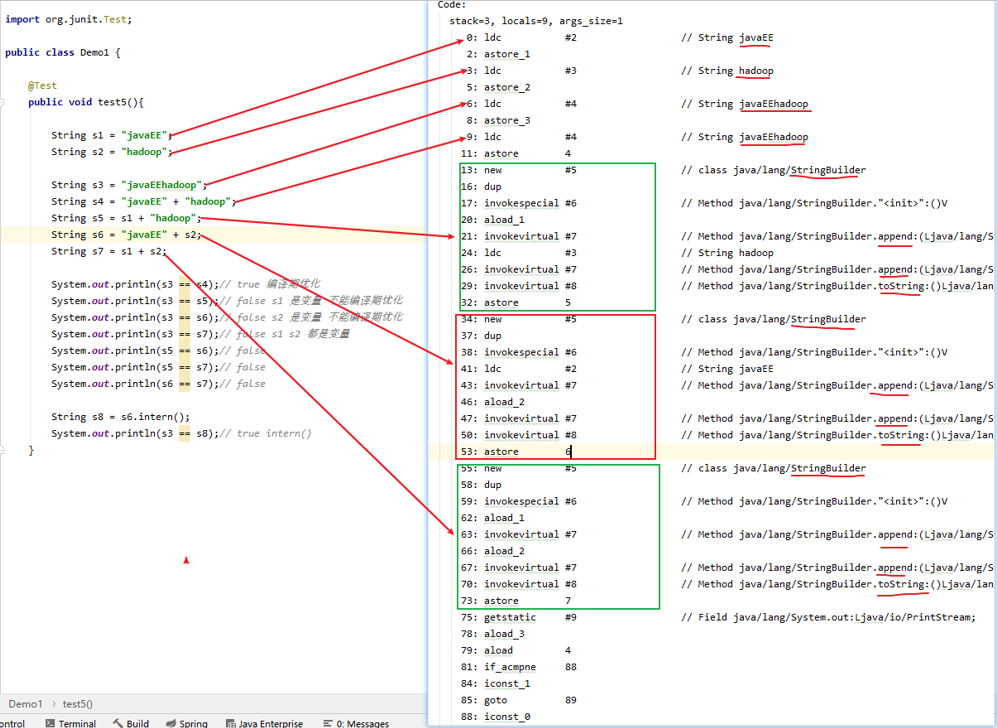 import org.junit.Test;
public class Demo1 {
@Test
public void test5(){
String s1 = "javaEE";
String s2 = "hadoop";
String s3 = "javaEEhadoop";
String s4 = "javaEE" + "hadoop";
String s5 = s1 + "hadoop";
String s6 = "javaEE" + s2;
String s7 = s1 + s2;
System.out.println(s3 == s4);// true 编译期优化
System.out.println(s3 == s5);// false s1 是变量 不能编译期优化
System.out.println(s3 == s6);// false s2 是变量 不能编译期优化
System.out.println(s3 == s7);// false s1 s2 都是变量
System.out.println(s5 == s6);// false
System.out.println(s5 == s7);// false
System.out.println(s6 == s7);// false
String s8 = s6.intern();
System.out.println(s3 == s8);// true intern()
}
Demo1 > test5()
ontrol Terminal Build Spring Java Enterprise 0: Messages
Code:
stack=3, locals=9, args_size=1
0: ldc #2 // String javaEE
2: astore_1
3: ldc #3 // String hadoop
5: astore_2
6: ldc #4 // String javaEEhadoop
8: astore_3
9: ldc #4 // String javaEEhadoop
11: astore 4
13: new #5 // class java/lang/StringBuilder
16: dup
17: invokespecial #6 // Method java/lang/StringBuilder."<init>":()V
20: aload_1
21: invokevirtual #7 // Method java/lang/StringBuilder.append:(Ljava/lang/S
24: ldc #3 // String hadoop
26: invokevirtual #7 // Method java/lang/StringBuilder.append:(Ljava/lang/S
29: invokevirtual #8 // Method java/lang/StringBuilder.toString:()Ljava/lan
32: astore 5
34: new #5 // class java/lang/StringBuilder
37: dup
38: invokespecial #6 // Method java/lang/StringBuilder."<init>":()V
41: ldc #2 // String javaEE
43: invokevirtual #7 // Method java/lang/StringBuilder.append:(Ljava/lang/S
46: aload_2
47: invokevirtual #7 // Method java/lang/StringBuilder.append:(Ljava/lang/S
50: invokevirtual #8 // Method java/lang/StringBuilder.toString:()Ljava/lan
53: astore 6
55: new #5 // class java/lang/StringBuilder
58: dup
59: invokespecial #6 // Method java/lang/StringBuilder."<init>":()V
62: aload_1
63: invokevirtual #7 // Method java/lang/StringBuilder.append:(Ljava/lang/S
66: aload_2
67: invokevirtual #7 // Method java/lang/StringBuilder.append:(Ljava/lang/S
70: invokevirtual #8 // Method java/lang/StringBuilder.toString:()Ljava/lan
73: astore 7
75: getstatic #9 // Field java/lang/System.out:Ljava/io/PrintStream;
78: aload_3
79: aload 4
81: if_acmpne 88
84: iconst_1
85: goto 89
88: iconst_0